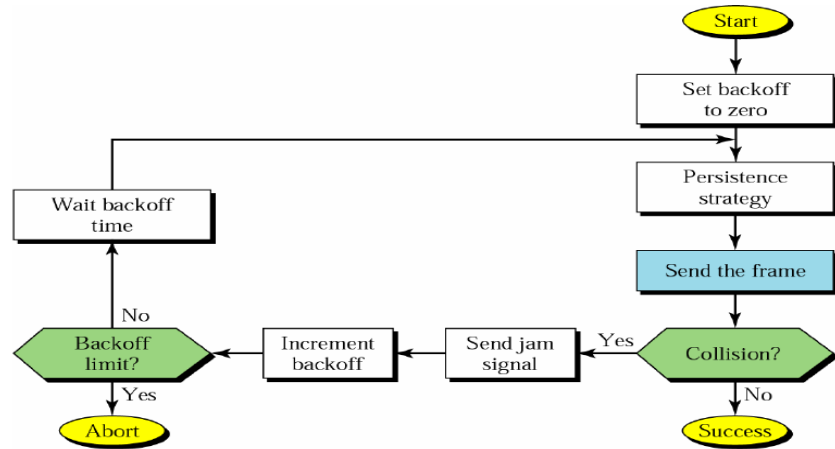 Start
Set backoff
to zero
Persistence
strategy
Wait backoff
time
Send the frame
No
Backoff
limit?
Increment
backoff
Send jam
signal
Yes
Collision?
Yes
No
Abort
Success